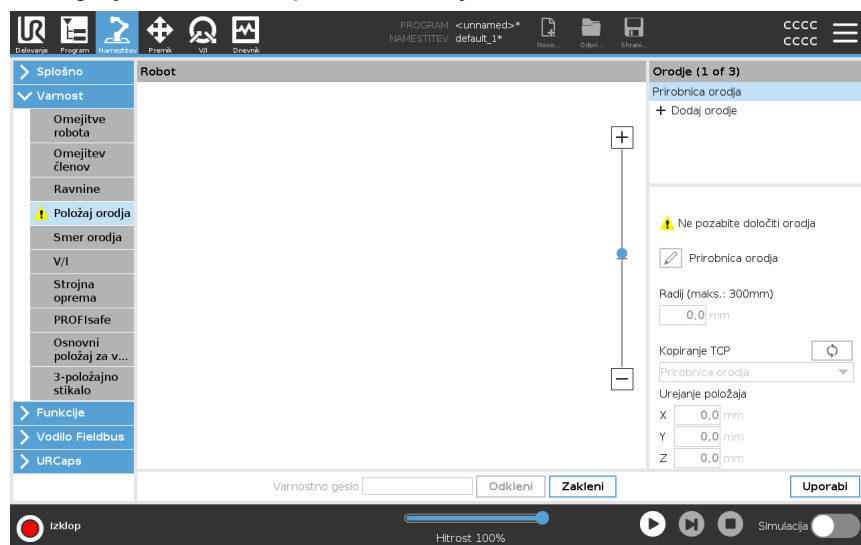 UR
PROGRAM <unnamed>*
NAMESTITEV default_1*
Delovanje
Program
Namestitev
Premik
V/I
Dnevnik
Novo...
Odpri...
Shrani...
CCCC
CCCC
Splošno
Varnost
Omejitve
robota
Omejitev
členov
Ravnine
Položaj orodja
Smer orodja
V/I
Strojna
oprema
PROFIsafe
Osnovni
položaj za v...
3-položajno
stikalo
Funkcije
Vodilo Fieldbus
URCaps
Robot
+
−
Orodje (1 of 3)
Prirobnica orodja
+ Dodaj orodje
Ne pozabite določiti orodja
Prirobnica orodja
Radij (maks.: 300mm)
0,0 mm
Kopiranje TCP
Prirobnica orodja
Urejanje položaja
X 0,0 mm
Y 0,0 mm
Z 0,0 mm
Varnostno geslo
Odkleni
Zakleni
Uporabi
Izklop
Hitrost 100%
Simulacija